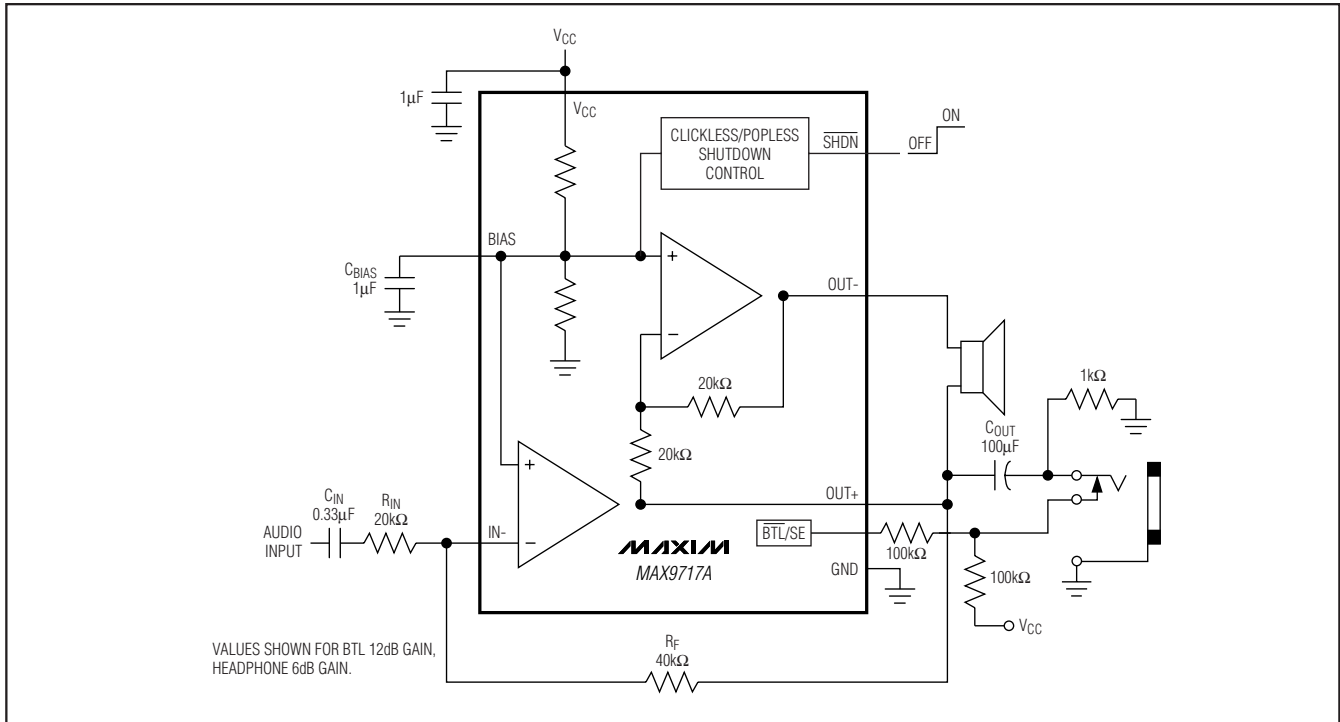 VCC
1μF
VCC
CLICKLESS/POPLESS
SHUTDOWN
CONTROL
SHDN
OFF
ON
BIAS
CBIAS
1μF
+
−
OUT-
20kΩ
20kΩ
1kΩ
COUT
100μF
OUT+
CIN
0.33μF
RIN
20kΩ
AUDIO
INPUT
IN-
+
−
BTL/SE
100kΩ
MAXIM
MAX9717A
GND
100kΩ
VCC
VALUES SHOWN FOR BTL 12dB GAIN,
HEADPHONE 6dB GAIN.
RF
40kΩ